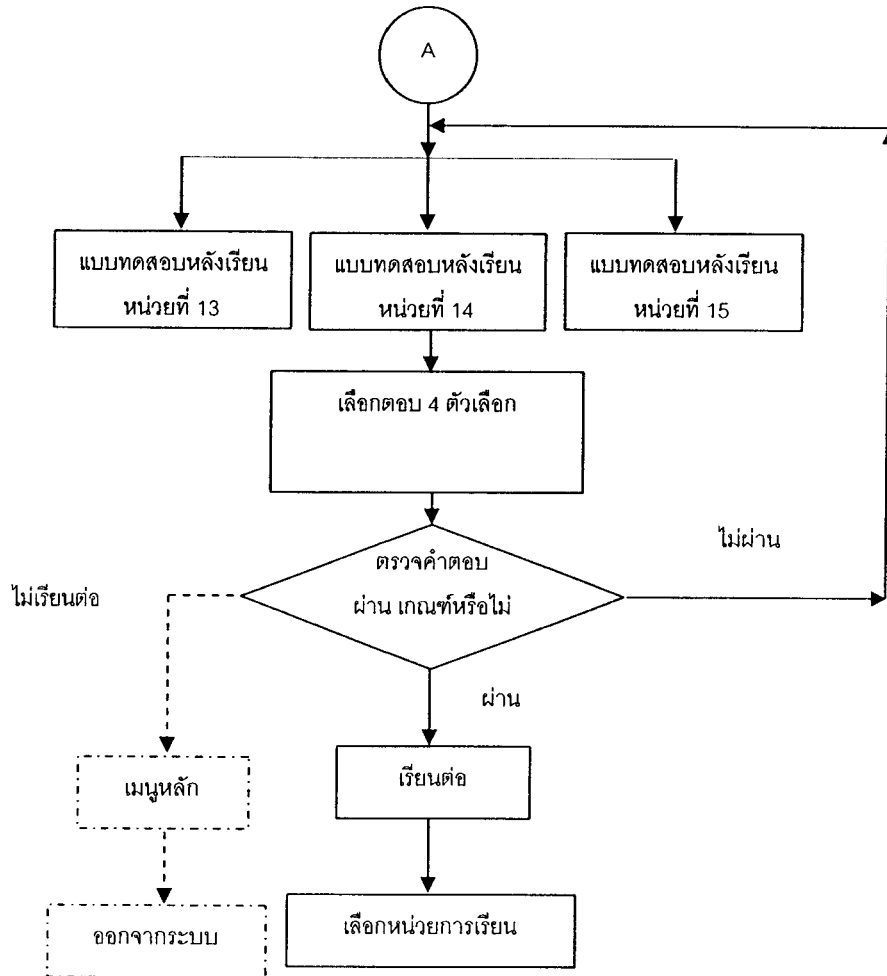 A
แบบทดสอบหลังเรียน
หน่วยที่ 13
แบบทดสอบหลังเรียน
หน่วยที่ 14
แบบทดสอบหลังเรียน
หน่วยที่ 15
เลือกตอบ 4 ตัวเลือก
ตรวจคำตอบ
ผ่าน เกณฑ์หรือไม่
ไม่ผ่าน
ไม่เรียนต่อ
ผ่าน
เมนูหลัก
เรียนต่อ
ออกจากระบบ
เลือกหน่วยการเรียน